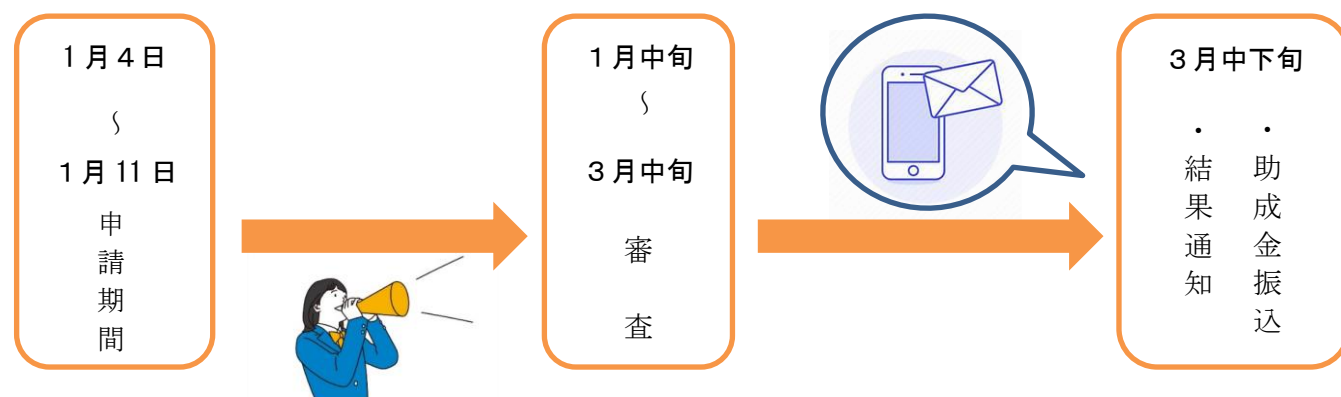 1月4日
~
1月11日
申請期間
1月中旬
~
3月中旬
審査
3月中下旬
・助成金振込
・結果通知